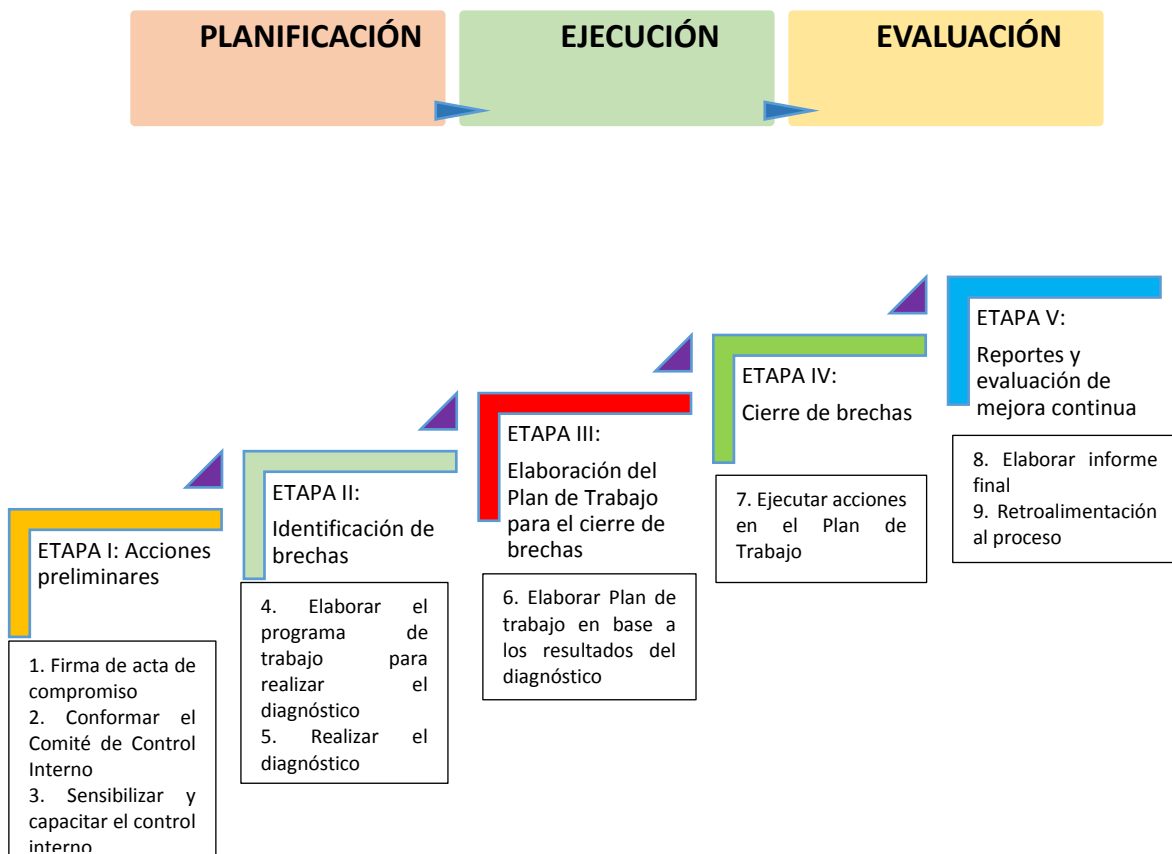 PLANIFICACIÓN
EJECUCIÓN
EVALUACIÓN
ETAPA I: Acciones
preliminares
1. Firma de acta de
compromiso
2. Conformar el
Comité de Control
Interno
3. Sensibilizar y
capacitar el control
interno
ETAPA II:
Identificación de
brechas
4. Elaborar el
programa de
trabajo para
realizar el
diagnóstico
5. Realizar el
diagnóstico
ETAPA III:
Elaboración del
Plan de Trabajo
para el cierre de
brechas
6. Elaborar Plan de
trabajo en base a
los resultados del
diagnóstico
ETAPA IV:
Cierre de brechas
7. Ejecutar acciones
en el Plan de
Trabajo
ETAPA V:
Reportes y
evaluación de
mejora continua
8. Elaborar informe
final
9. Retroalimentación
al proceso